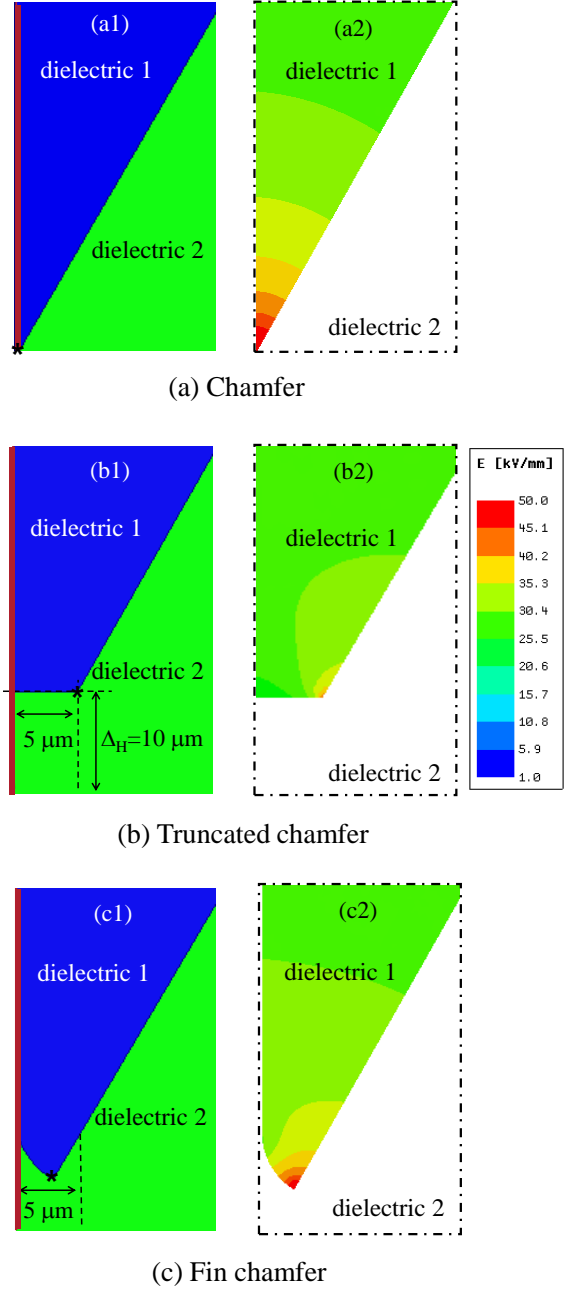 (a1)
dielectric 1
dielectric 2
*
(a2)
dielectric 1
dielectric 2
(a) Chamfer
(b1)
dielectric 1
dielectric 2
*
5 μm
Δ_H=10 μm
(b2)
dielectric 1
dielectric 2
E [kV/mm]
50.0
45.1
40.2
35.3
30.4
25.5
20.6
15.7
10.8
5.9
1.0
(b) Truncated chamfer
(c1)
dielectric 1
dielectric 2
*
5 μm
(c2)
dielectric 1
dielectric 2
(c) Fin chamfer